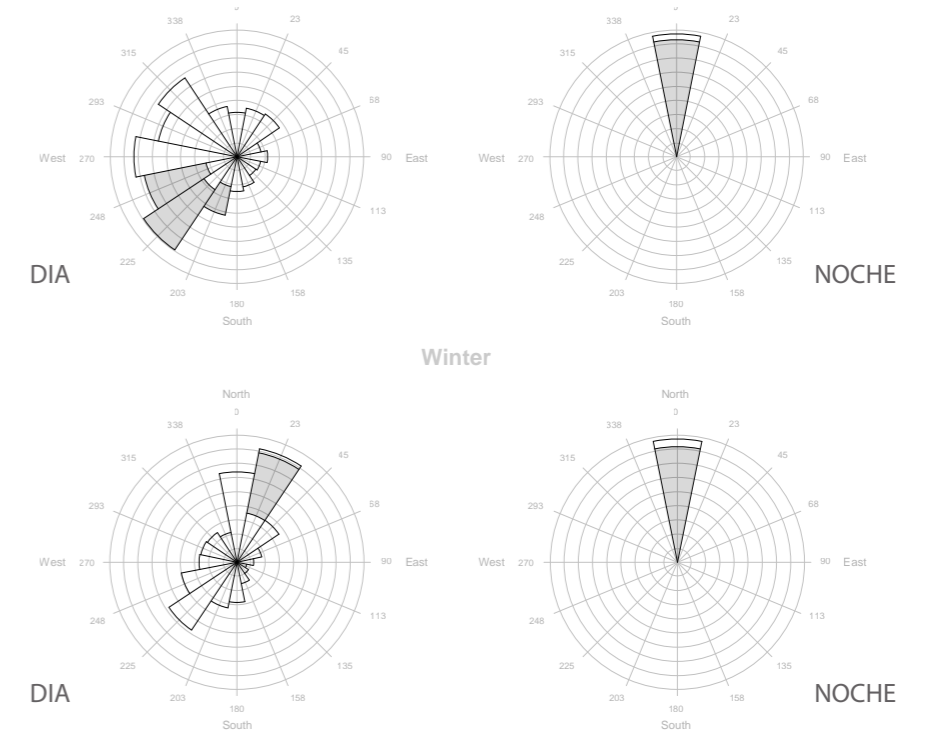 338 23 338 23
315 45 315 45
293 58 293 68
West 270 90 East West 270 90 East
248 113 248 113
225 135 225 135
DIA NOCHE
203 158 203 158
180 180
South South
Winter
North North
0 0
338 23 338 23
315 45 315 45
293 58 293 68
West 270 90 East West 270 90 East
248 113 248 113
225 135 225 135
DIA NOCHE
203 158 203 158
180 180
South South